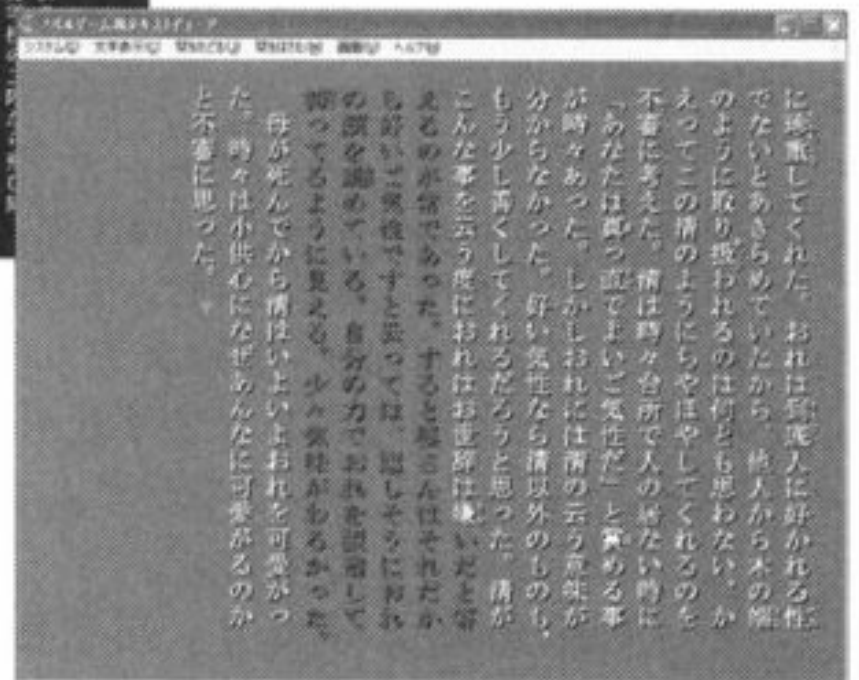 に珍重してくれた。おれは到底人に好かれる性
でないとあきらめていたから、他人から木の端
のように取り扱われるのは何とも思わない、か
えってこの清のようにちやほやしてくれるのを
不審に考えた。清は時々台所で人の居ない時に
「あなたは真っ直でよいご気性だ」と賞める事
が時々あった。しかしおれには清の云う意味が
分からなかった。好い気性なら清以外のものも、
もう少し善くしてくれるだろうと思った。清が
こんな事を云う度におれはお世辞は嫌いだと答
えるのが常であった。すると婆さんはそれだか
ら好いご気性ですと云っては、嬉しそうにおれ
の顔を眺めている。自分の力でおれを製造して
誇ってるように見える。少々気味がわるかった。
母が死んでから清はいよいよおれを可愛がっ
た。時々は小供心になぜあんなに可愛がるのか
と不審に思った。